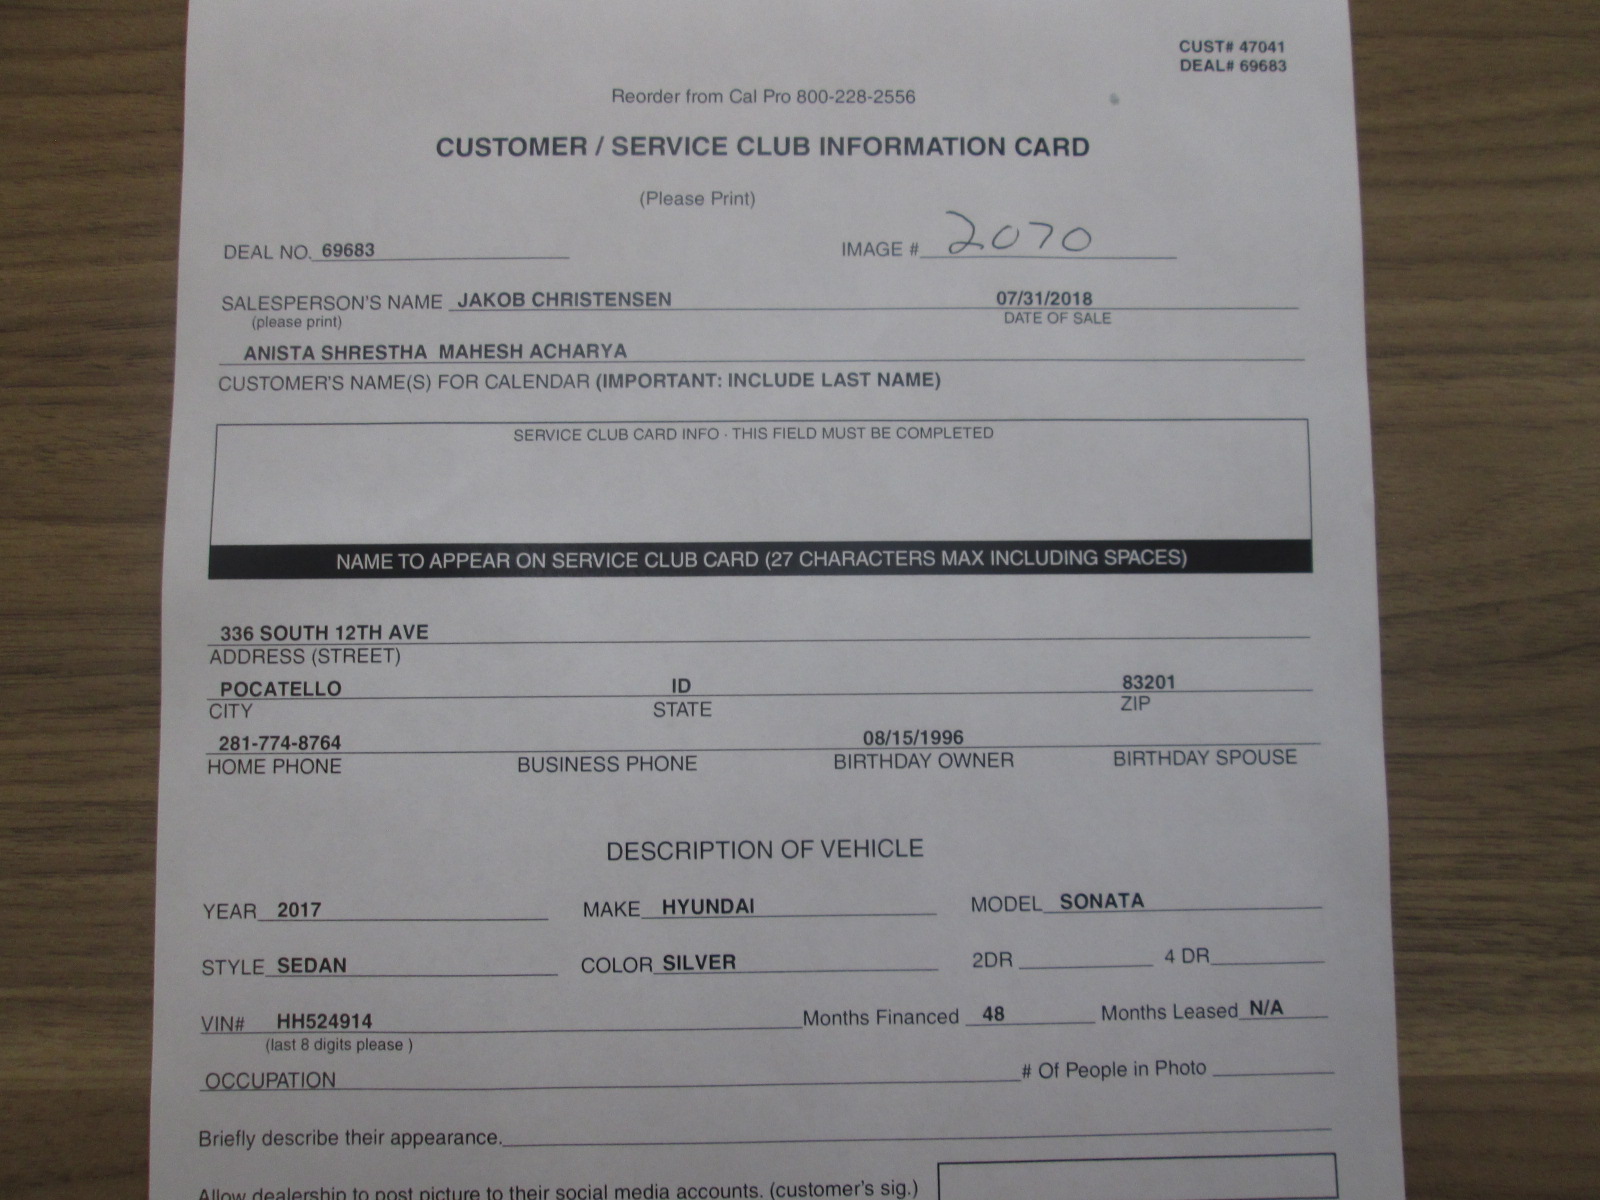 CUST# 47041
DEAL# 69683
Reorder from Cal Pro 800-228-2556
CUSTOMER / SERVICE CLUB INFORMATION CARD
(Please Print)
DEAL NO. 69683 IMAGE # 2070
SALESPERSON'S NAME JAKOB CHRISTENSEN 07/31/2018
(please print) DATE OF SALE
ANISTA SHRESTHA MAHESH ACHARYA
CUSTOMER'S NAME(S) FOR CALENDAR (IMPORTANT: INCLUDE LAST NAME)
SERVICE CLUB CARD INFO - THIS FIELD MUST BE COMPLETED
NAME TO APPEAR ON SERVICE CLUB CARD (27 CHARACTERS MAX INCLUDING SPACES)
336 SOUTH 12TH AVE
ADDRESS (STREET)
POCATELLO ID 83201
CITY STATE ZIP
281-774-8764 08/15/1996
HOME PHONE BUSINESS PHONE BIRTHDAY OWNER BIRTHDAY SPOUSE
DESCRIPTION OF VEHICLE
YEAR 2017 MAKE HYUNDAI MODEL SONATA
STYLE SEDAN COLOR SILVER 2DR 4 DR
VIN# HH524914 Months Financed 48 Months Leased N/A
(last 8 digits please )
OCCUPATION # Of People in Photo
Briefly describe their appearance.
Allow dealership to post picture to their social media accounts. (customer's sig.)